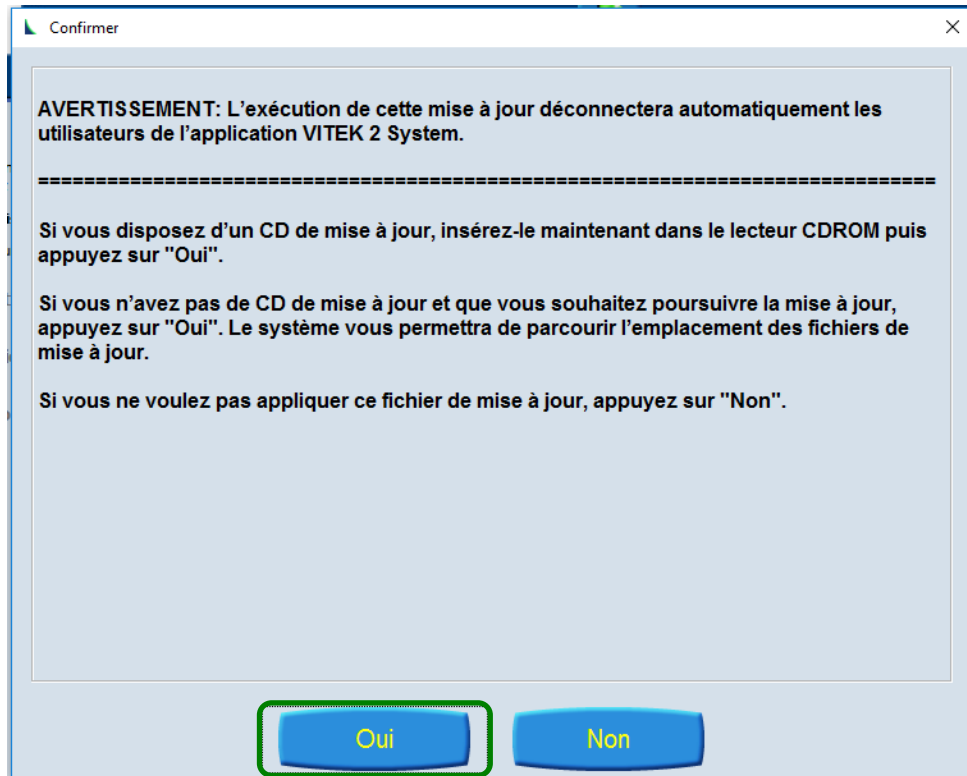 Confirmer
AVERTISSEMENT: L’exécution de cette mise à jour déconnectera automatiquement les
utilisateurs de l’application VITEK 2 System.
==============================================================================
Si vous disposez d’un CD de mise à jour, insérez-le maintenant dans le lecteur CDROM puis
appuyez sur "Oui".
Si vous n’avez pas de CD de mise à jour et que vous souhaitez poursuivre la mise à jour,
appuyez sur "Oui". Le système vous permettra de parcourir l’emplacement des fichiers de
mise à jour.
Si vous ne voulez pas appliquer ce fichier de mise à jour, appuyez sur "Non".
Oui
Non